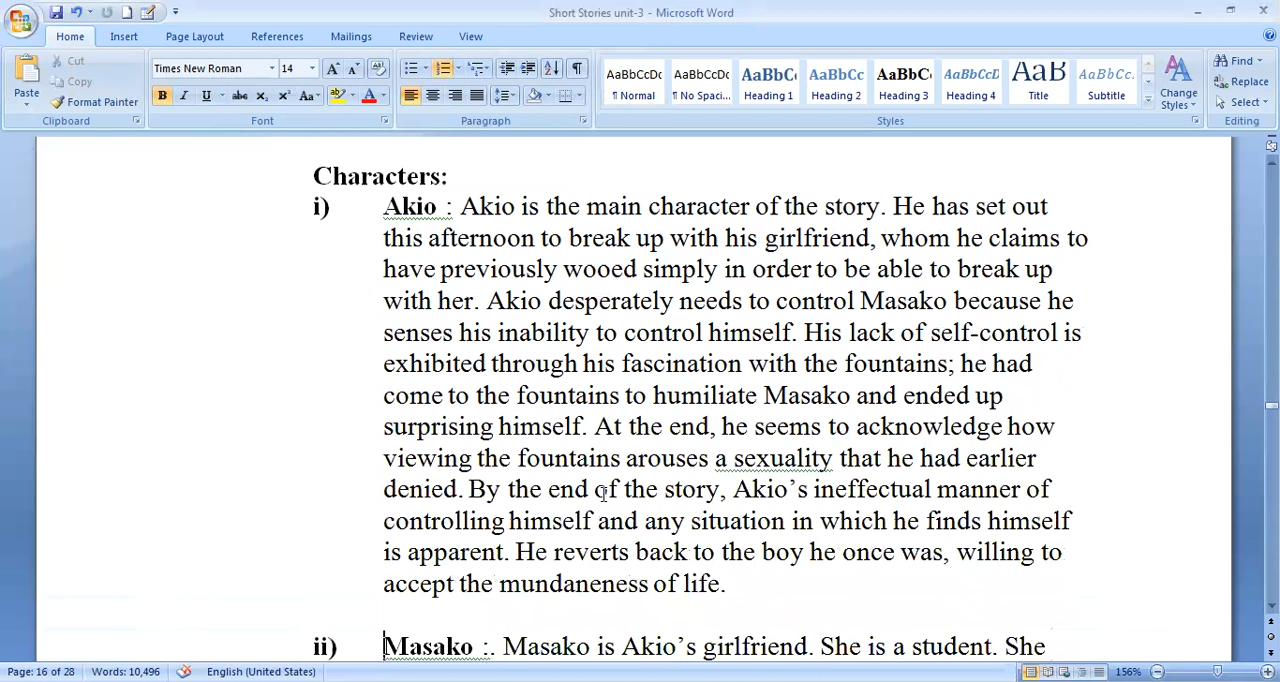 Short Stories unit-3 - Microsoft Word
Home Insert Page Layout References Mailings Review View
Paste
Cut
Copy
Format Painter
Clipboard
Times New Roman 14
B I U abc X₂ X² Aa
Font
Paragraph
AaBbCcDc AaBbCcDc AaBbC AaBbCc AaBbCc AaBbCcD AaB AaBbCc.
¶ Normal ¶ No Spaci... Heading 1 Heading 2 Heading 3 Heading 4 Title Subtitle
Change Styles
Styles
Find
Replace
Select
Editing
Characters:
i) Akio : Akio is the main character of the story. He has set out
this afternoon to break up with his girlfriend, whom he claims to
have previously wooed simply in order to be able to break up
with her. Akio desperately needs to control Masako because he
senses his inability to control himself. His lack of self-control is
exhibited through his fascination with the fountains; he had
come to the fountains to humiliate Masako and ended up
surprising himself. At the end, he seems to acknowledge how
viewing the fountains arouses a sexuality that he had earlier
denied. By the end of the story, Akio's ineffectual manner of
controlling himself and any situation in which he finds himself
is apparent. He reverts back to the boy he once was, willing to
accept the mundaneness of life.
ii) Masako :. Masako is Akio's girlfriend. She is a student. She
Page: 16 of 28 Words: 10,496 English (United States) 156%